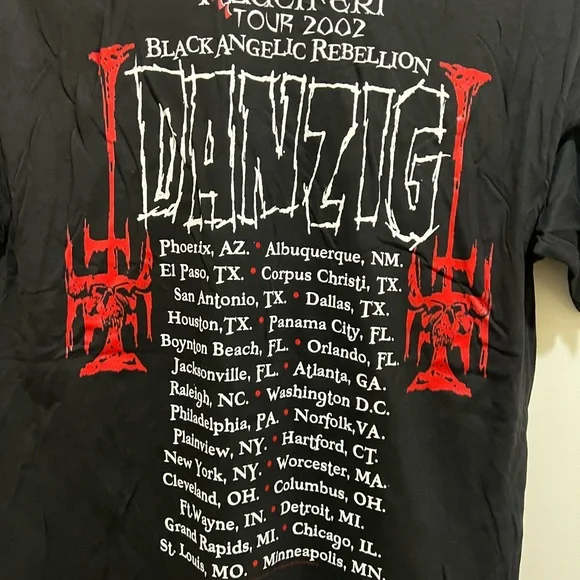 TOUR 2002
BLACK ANGELIC REBELLION
DANZIG
Phoetix, AZ. • Albuquerque, NM.
El Paso, TX. • Corpus Christi, TX.
San Antonio, TX. • Dallas, TX.
Houston, TX. • Panama City, FL.
Boynton Beach, FL. • Orlando, FL.
Jacksonville, FL. • Atlanta, GA.
Raleigh, NC. • Washington D.C.
Philadelphia, PA. • Norfolk, VA.
Plainview, NY. • Hartford, CT.
New York, NY. • Worcester, MA.
Cleveland, OH. • Columbus, OH.
Ft. Wayne, IN. • Detroit, MI.
Grand Rapids, MI. • Chicago, IL.
St. Louis, MO. • Minneapolis, MN.